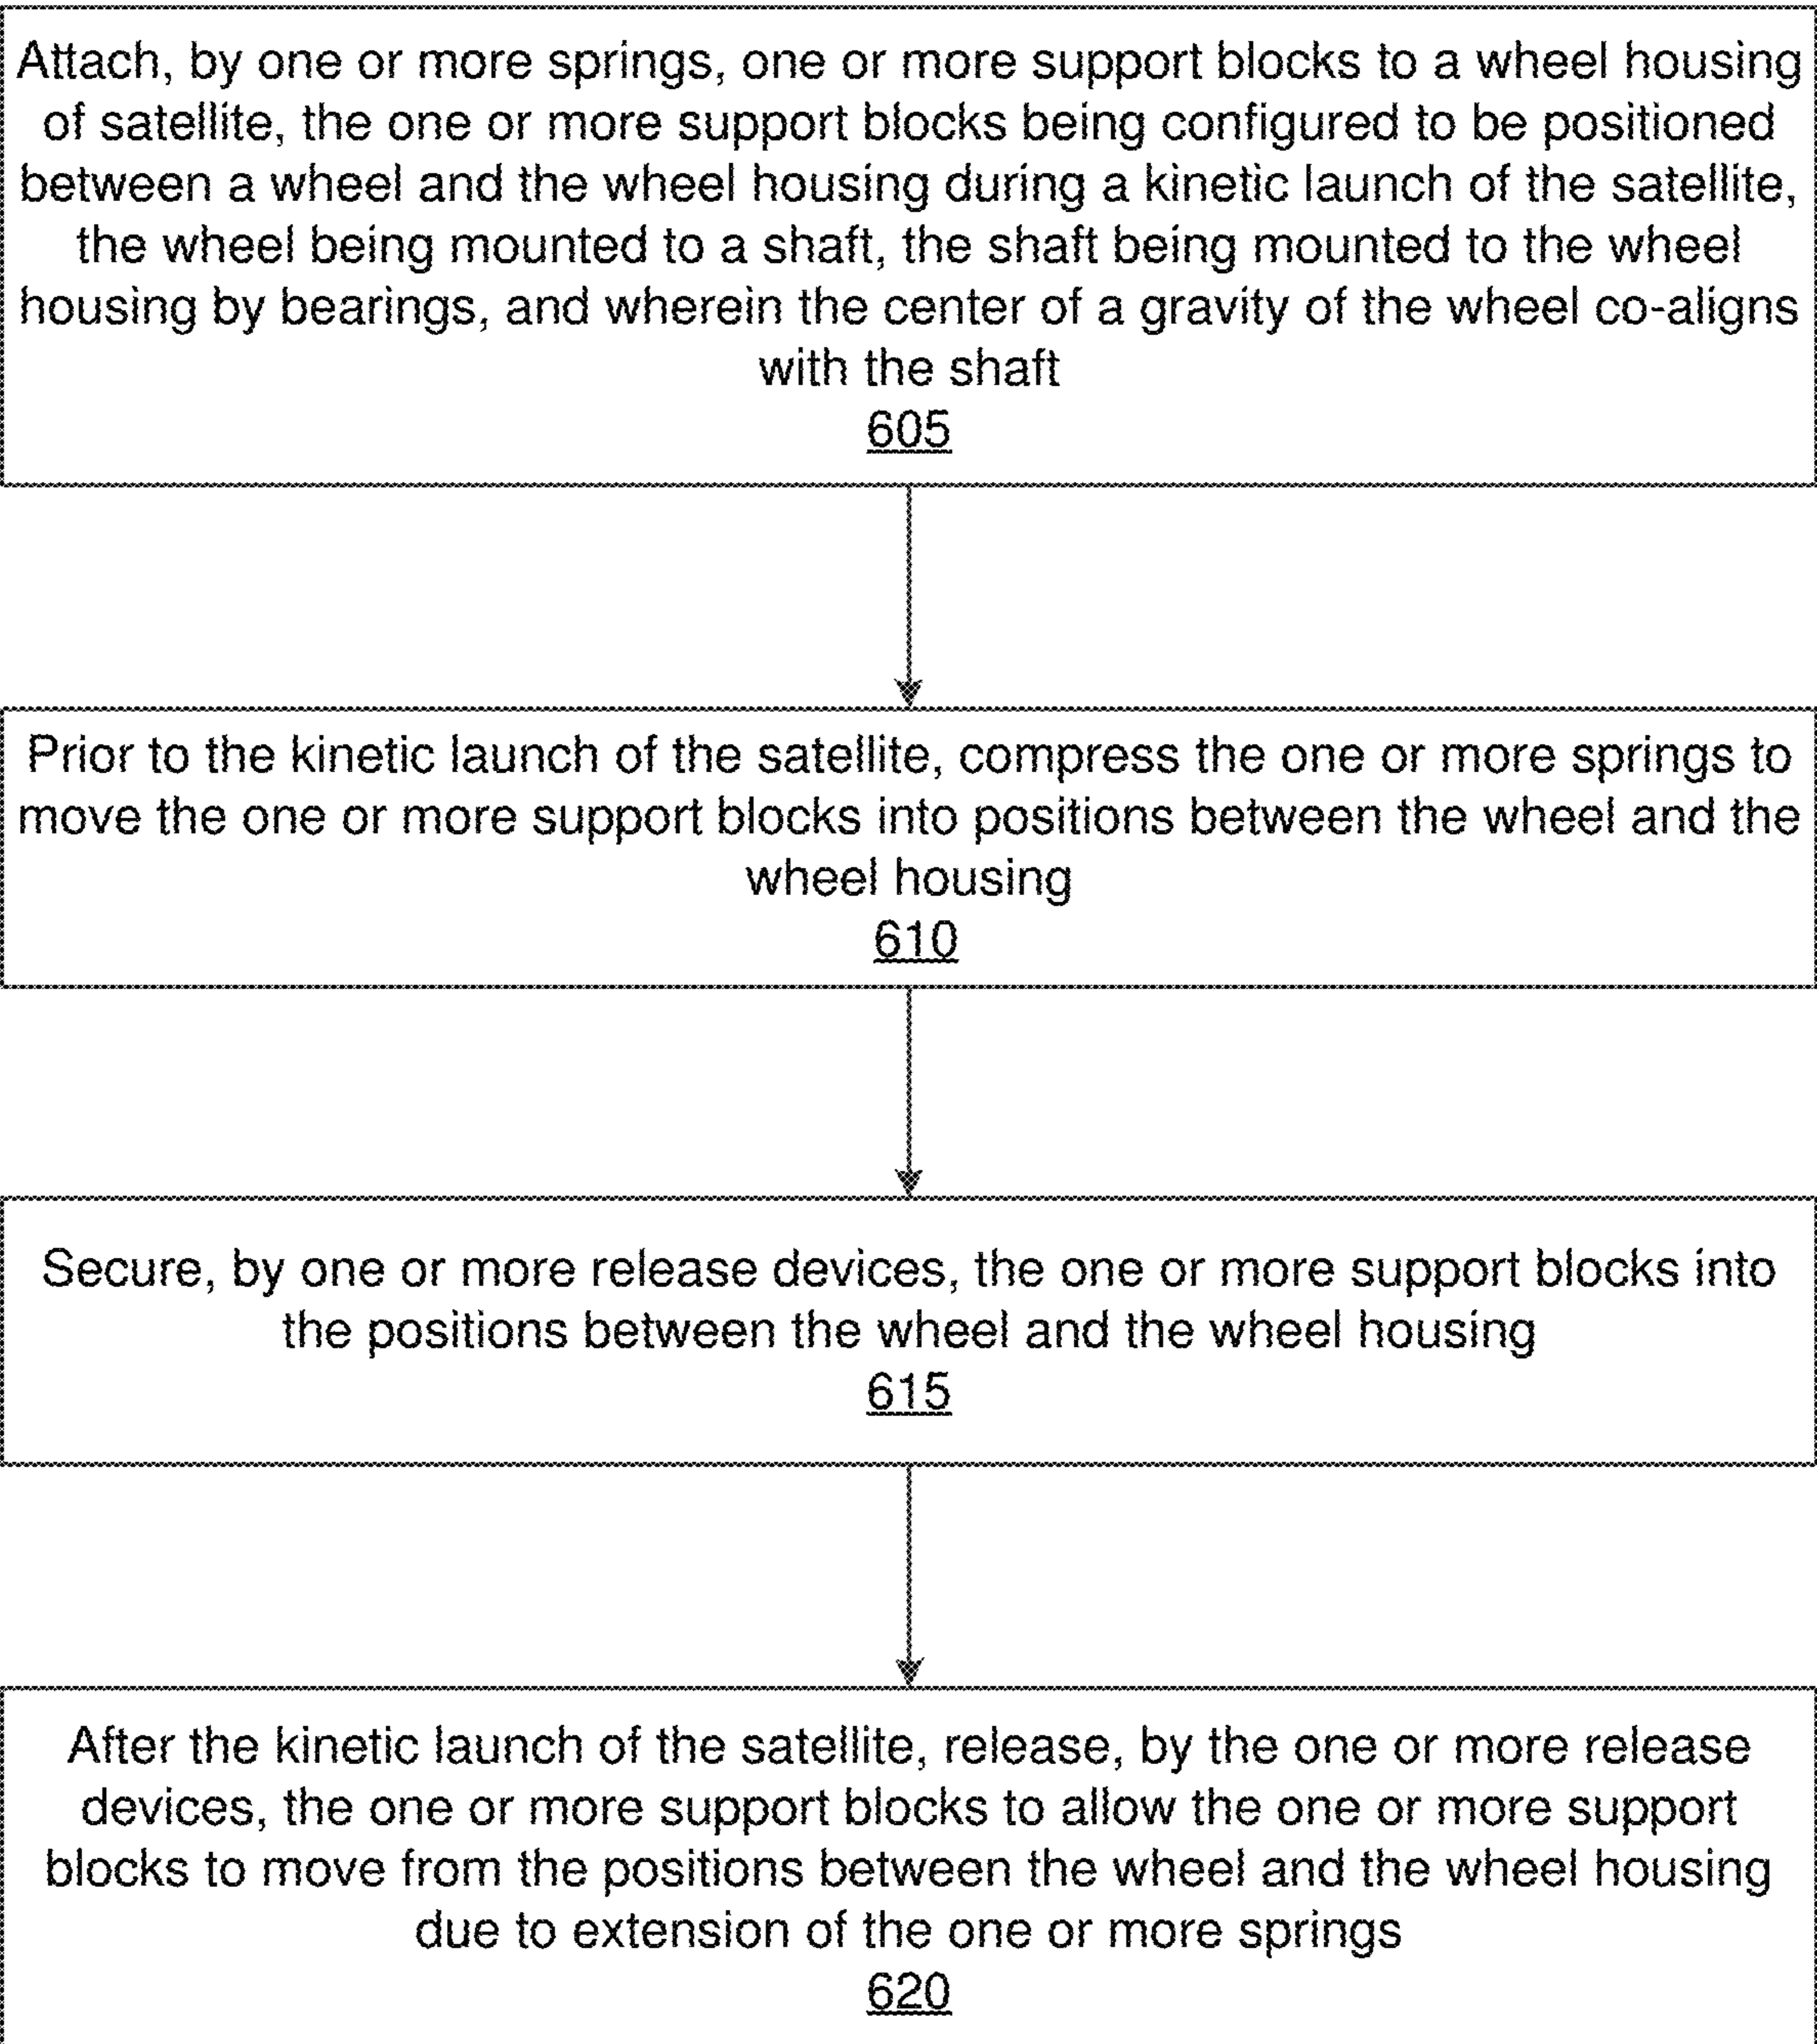 Attach, by one or more springs, one or more support blocks to a wheel housing
of satellite, the one or more support blocks being configured to be positioned
between a wheel and the wheel housing during a kinetic launch of the satellite,
the wheel being mounted to a shaft, the shaft being mounted to the wheel
housing by bearings, and wherein the center of a gravity of the wheel co-aligns
with the shaft
605
Prior to the kinetic launch of the satellite, compress the one or more springs to
move the one or more support blocks into positions between the wheel and the
wheel housing
610
Secure, by one or more release devices, the one or more support blocks into
the positions between the wheel and the wheel housing
615
After the kinetic launch of the satellite, release, by the one or more release
devices, the one or more support blocks to allow the one or more support
blocks to move from the positions between the wheel and the wheel housing
due to extension of the one or more springs
620